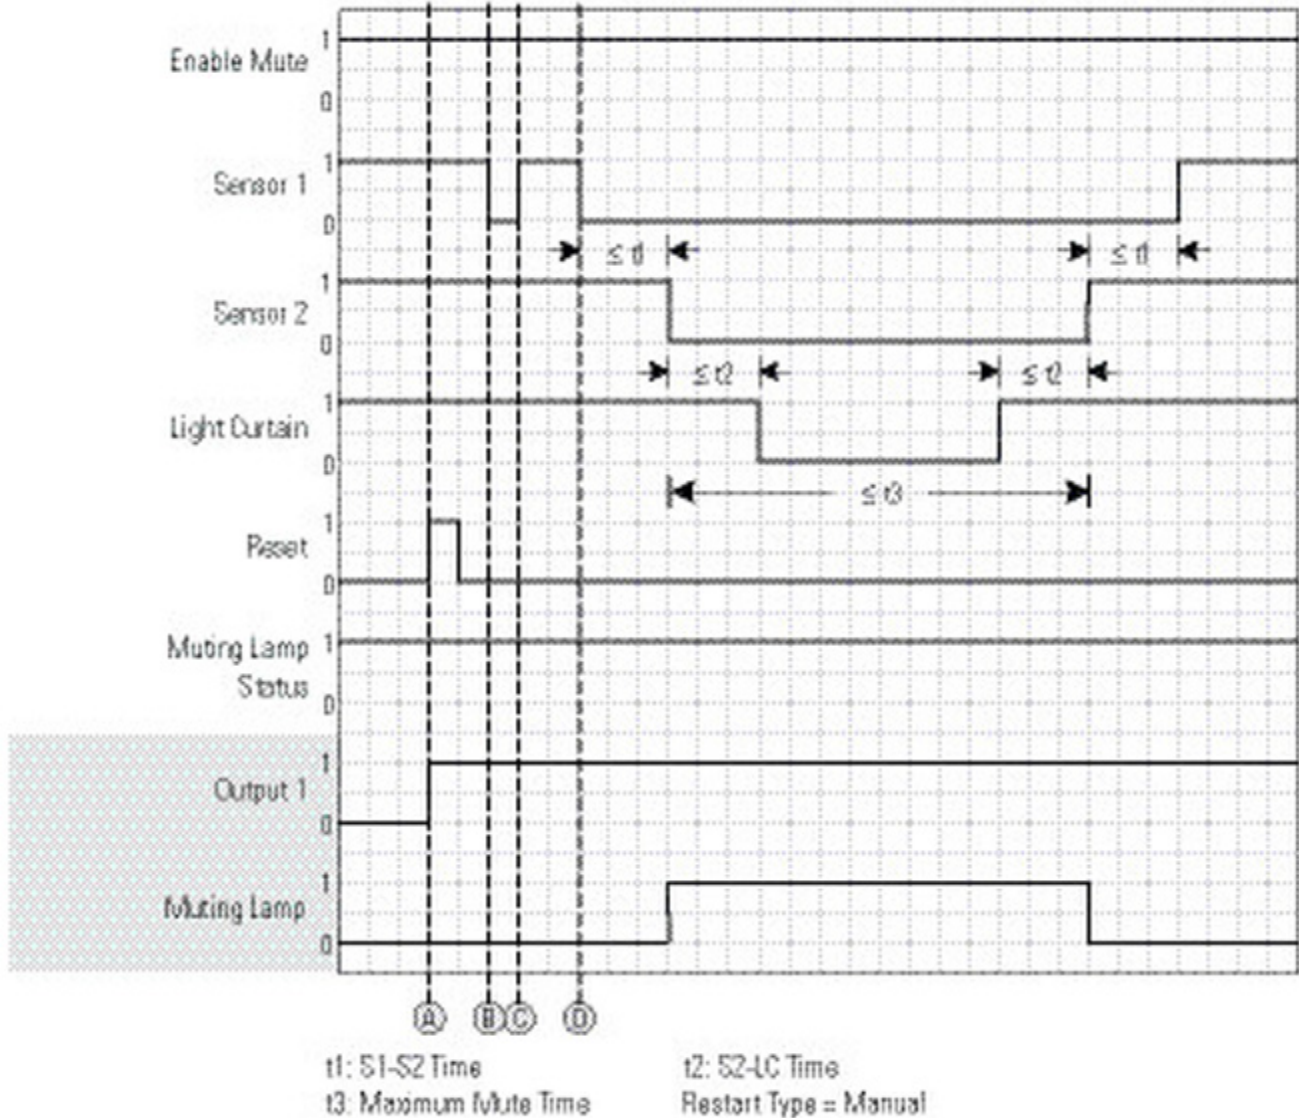 Enable Mute
1
0
Sensor 1
1
0
≤ t1
≤ t1
Sensor 2
1
0
≤ t2
≤ t2
Light Curtain
1
0
≤ t3
Reset
1
0
Muting Lamp
Status
1
0
Output 1
1
0
Muting Lamp
1
0
A B C D
t1: S1-S2 Time
t2: S2-LC Time
t3: Maximum Mute Time
Restart Type = Manual